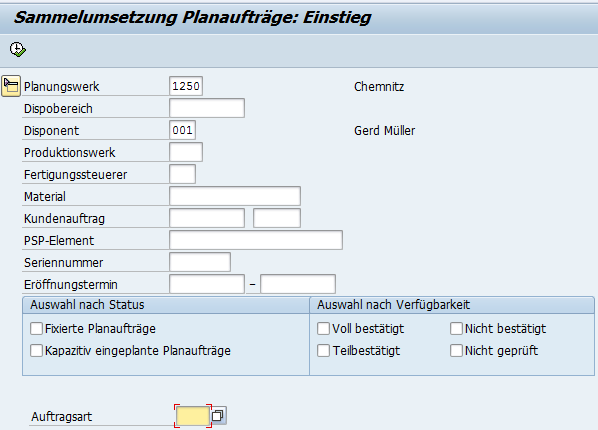 Sammelumsetzung Planaufträge: Einstieg
Planungswerk 1250 Chemnitz
Dispobereich
Disponent 001 Gerd Müller
Produktionswerk
Fertigungssteuerer
Material
Kundenauftrag
PSP-Element
Seriennummer
Eröffnungstermin –
Auswahl nach Status Auswahl nach Verfügbarkeit
Fixierte Planaufträge Voll bestätigt Nicht bestätigt
Kapazitiv eingeplante Planaufträge Teilbestätigt Nicht geprüft
Auftragsart